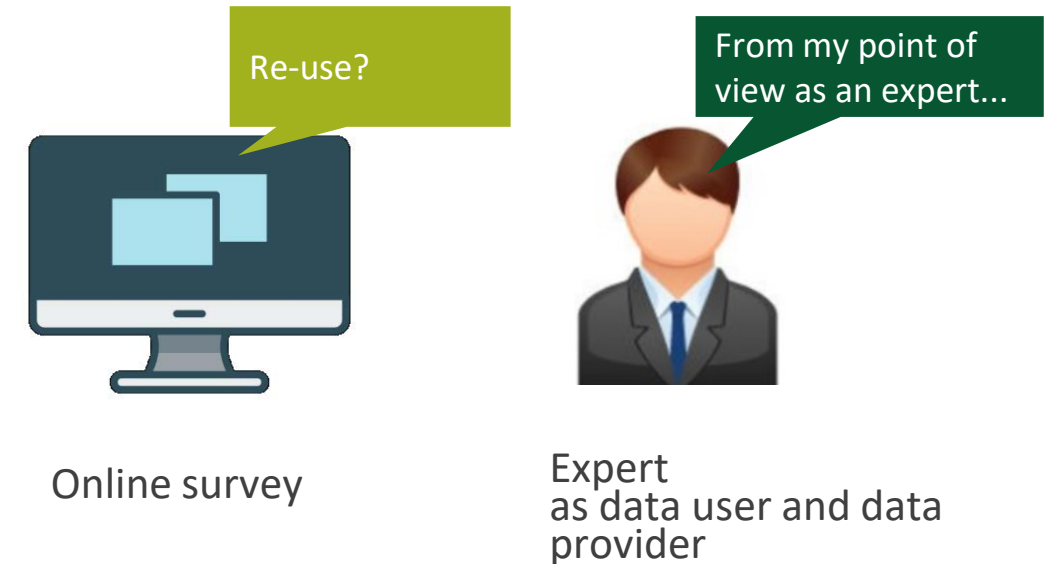 Re-use?
From my point of
view as an expert...
Online survey
Expert
as data user and data
provider